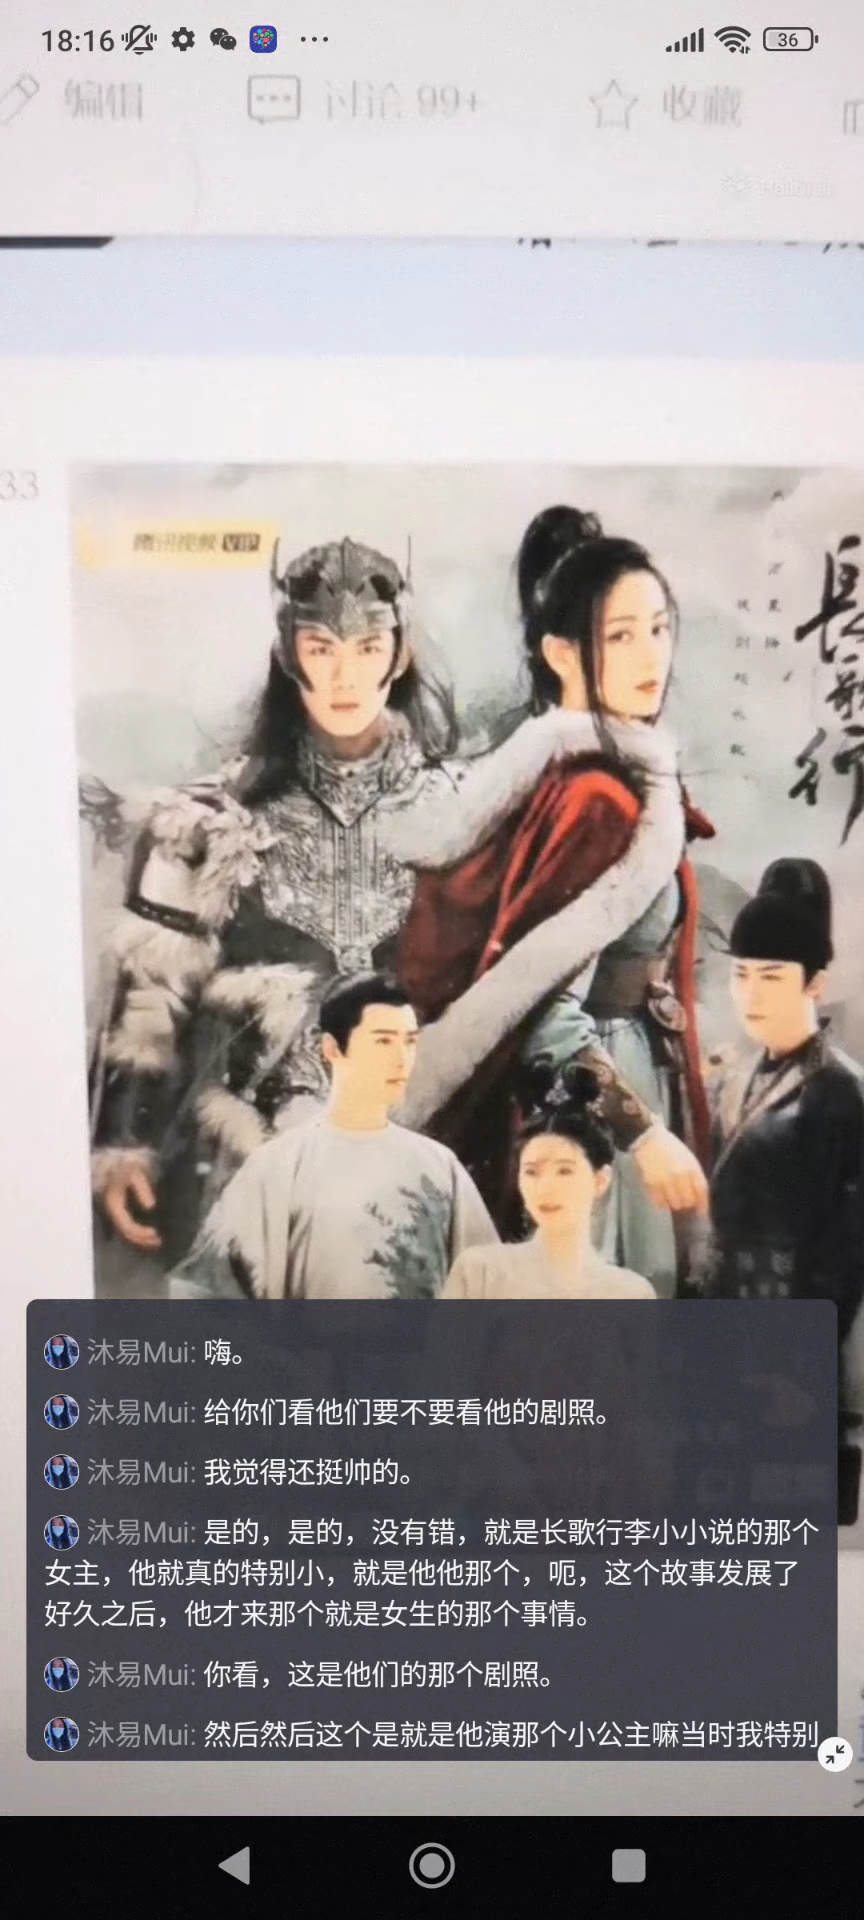 18:16
36
编辑
讨论 99+
收藏
33
腾讯视频 VIP
長歌行
沐易Mui: 嗨。
沐易Mui: 给你们看他们要不要看他的剧照。
沐易Mui: 我觉得还挺帅的。
沐易Mui: 是的，是的，没有错，就是长歌行李小小说的那个
女主，他就真的特别小，就是他他那个，呃，这个故事发展了
好久之后，他才来那个就是女生的那个事情。
沐易Mui: 你看，这是他们的那个剧照。
沐易Mui: 然后然后这个是就是他演那个小公主嘛当时我特别